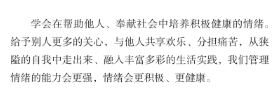 学会在帮助他人、奉献社会中培养积极健康的情绪。
给予别人更多的关心，与他人共享欢乐、分担痛苦，从狭
隘的自我中走出来、融入丰富多彩的生活实践，我们管理
情绪的能力会更强，情绪会更积极、更健康。